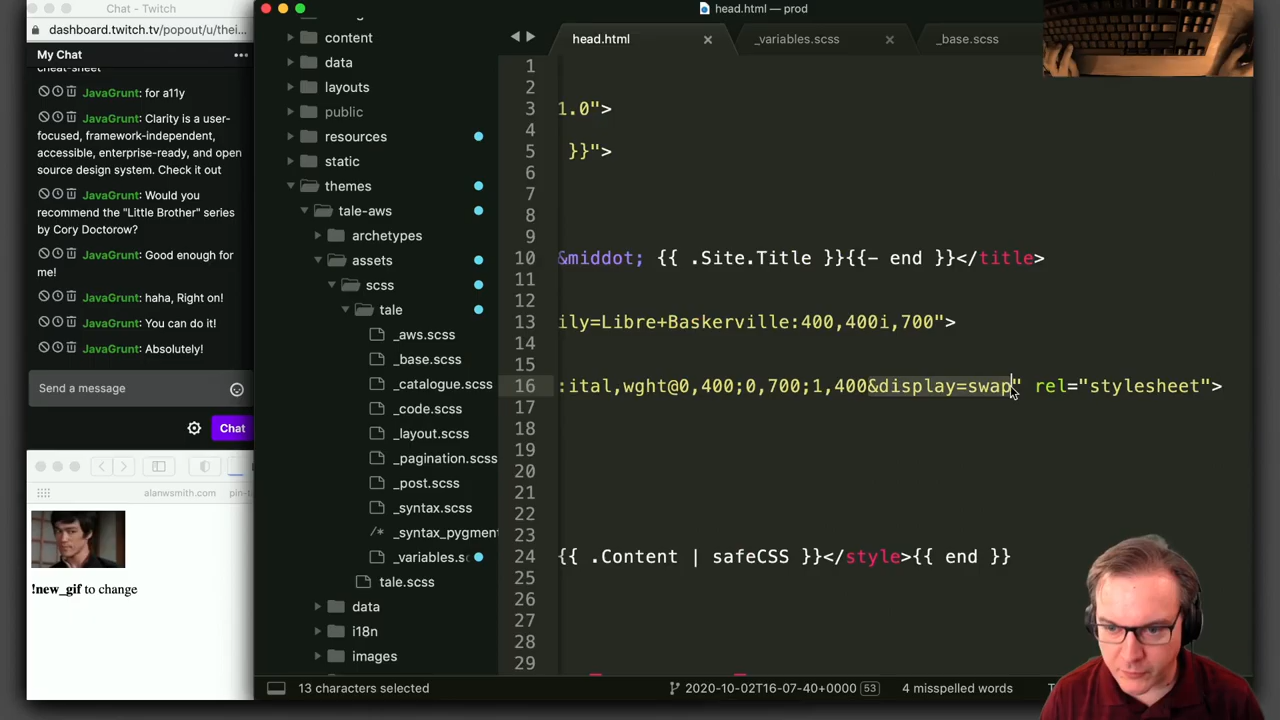 Chat - Twitch
dashboard.twitch.tv/popout/u/thei
My Chat
cheat-sheet
JavaGrunt: for a11y
JavaGrunt: Clarity is a user-
focused, framework-independent,
accessible, enterprise-ready, and open
source design system. Check it out
JavaGrunt: Would you
recommend the "Little Brother" series
by Cory Doctorow?
JavaGrunt: Good enough for
me!
JavaGrunt: haha, Right on!
JavaGrunt: You can do it!
JavaGrunt: Absolutely!
Send a message
Chat
alanwsmith.com pin-t
!new_gif to change
head.html — prod
content
data
layouts
public
resources
static
themes
tale-aws
archetypes
assets
scss
tale
_aws.scss
_base.scss
_catalogue.scss
_code.scss
_layout.scss
_pagination.scss
_post.scss
_syntax.scss
/* _syntax_pygmen
_variables.s
tale.scss
data
i18n
images
head.html
_variables.scss
_base.scss
1
2
3 1.0">
4
5 }}">
6
7
8
9
10 &middot; {{ .Site.Title }}{{- end }}</title>
11
12
13 ily=Libre+Baskerville:400,400i,700">
14
15
16 :ital,wght@0,400;0,700;1,400&display=swap" rel="stylesheet">
17
18
19
20
21
22
23
24 {{ .Content | safeCSS }}</style>{{ end }}
25
26
27
28
29
13 characters selected
2020-10-02T16-07-40+0000 53
4 misspelled words